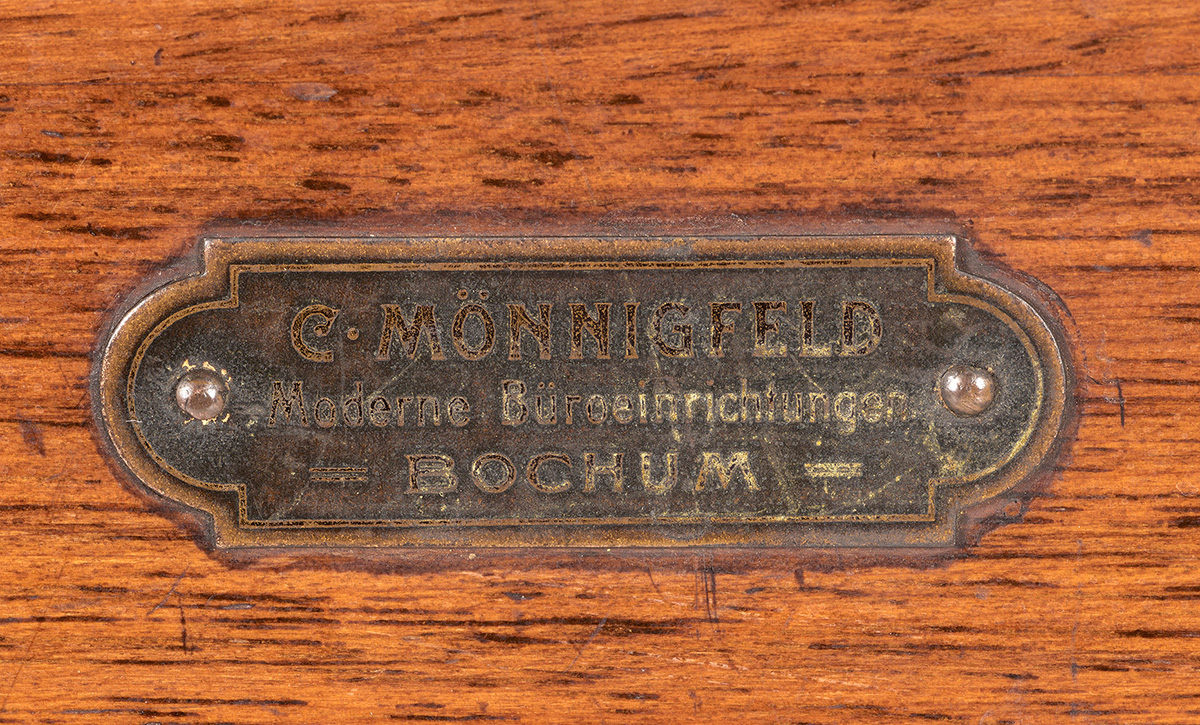 C. MÖNNIGFELD
Moderne Büroeinrichtungen
= BOCHUM =